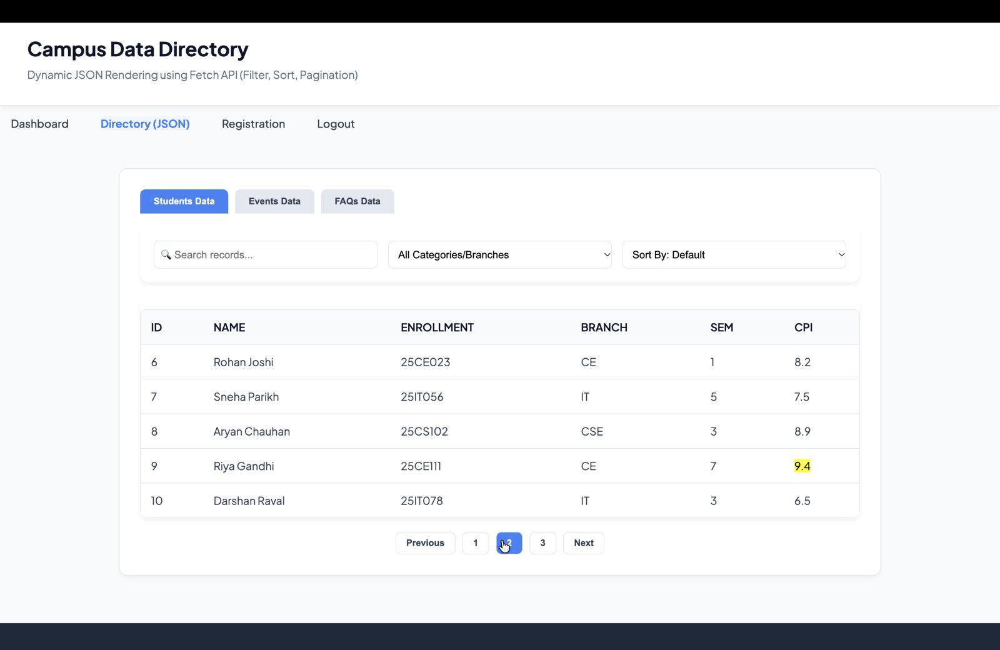 Campus Data Directory
Dynamic JSON Rendering using Fetch API (Filter, Sort, Pagination)
Dashboard Directory (JSON) Registration Logout
Students Data Events Data FAQs Data
🔍 Search records... All Categories/Branches Sort By: Default
ID NAME ENROLLMENT BRANCH SEM CPI
6 Rohan Joshi 25CE023 CE 1 8.2
7 Sneha Parikh 25IT056 IT 5 7.5
8 Aryan Chauhan 25CS102 CSE 3 8.9
9 Riya Gandhi 25CE111 CE 7 9.4
10 Darshan Raval 25IT078 IT 3 6.5
Previous 1 2 3 Next